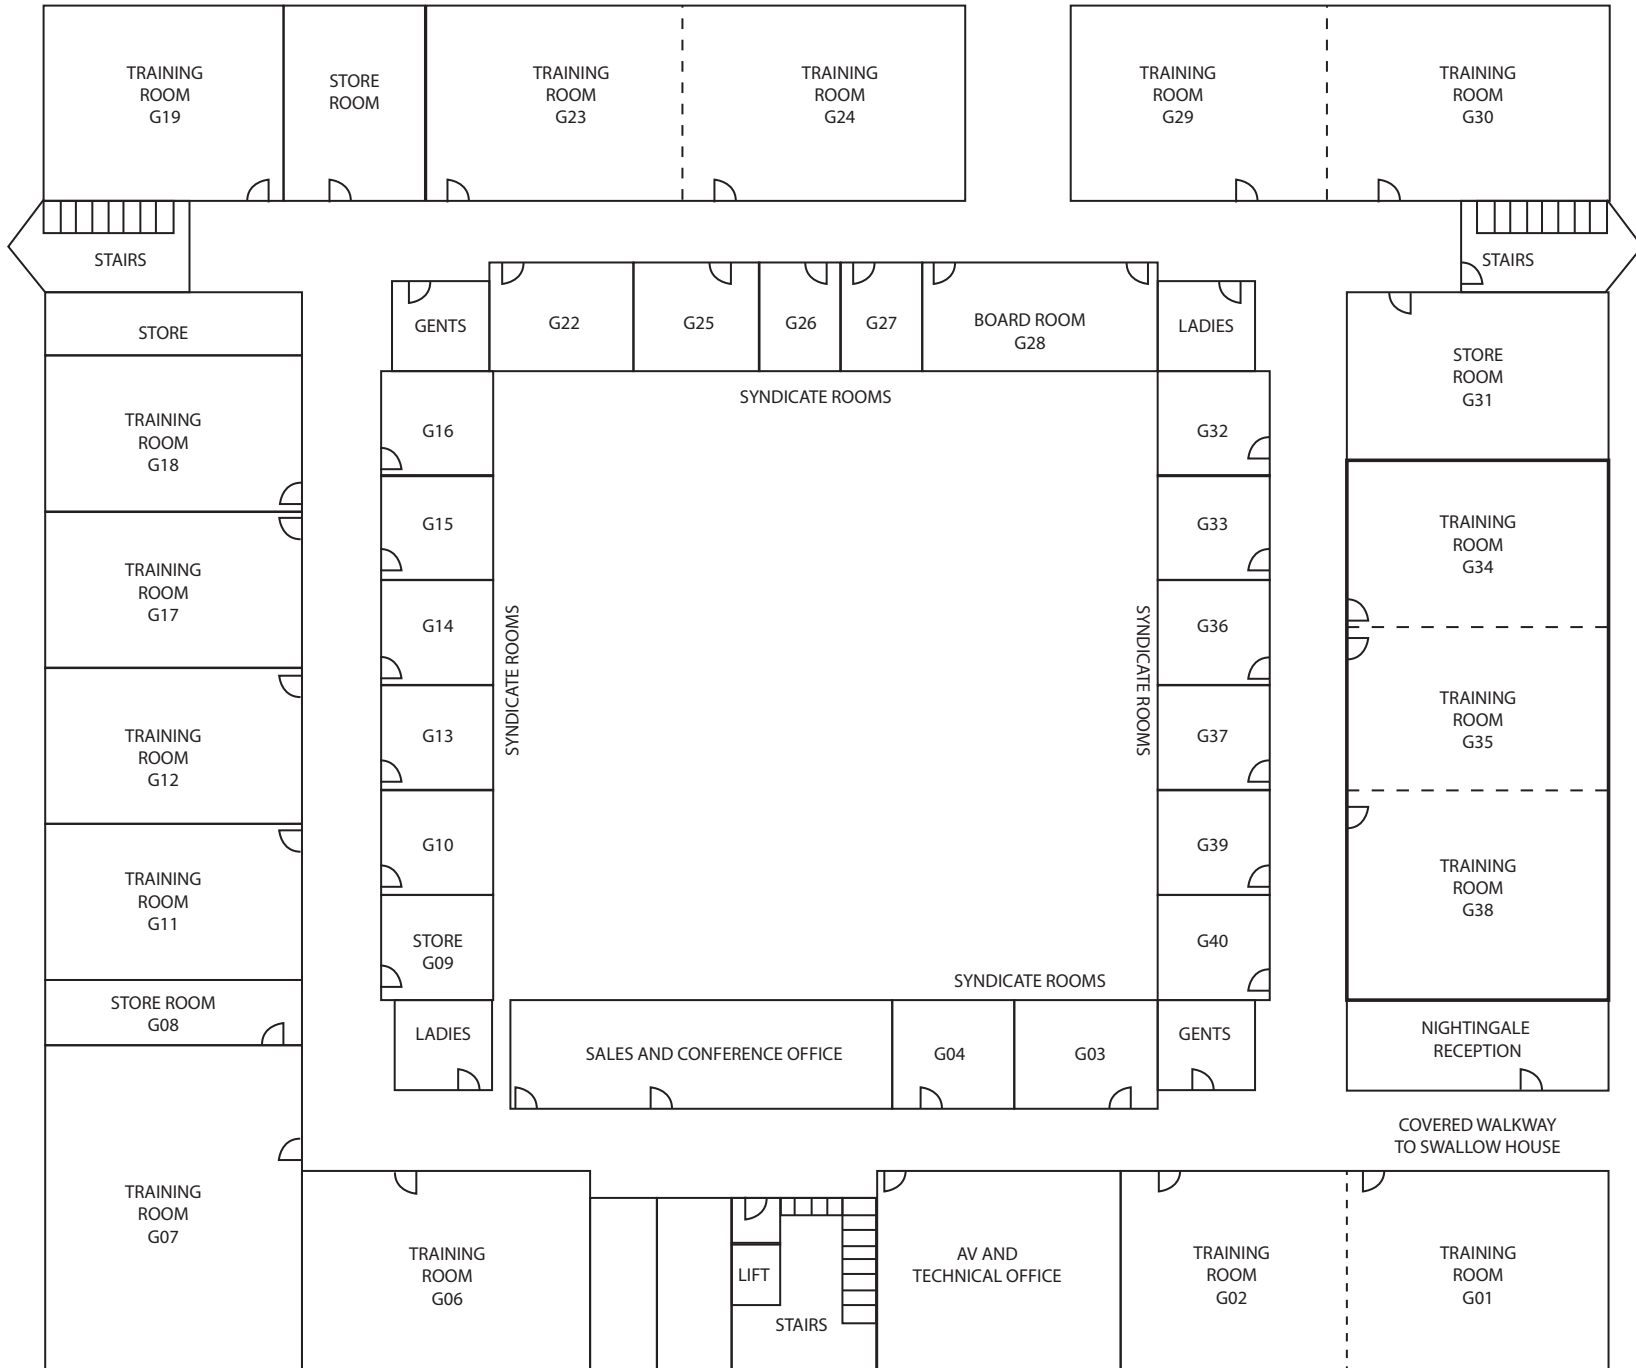 TRAINING
ROOM
G19
STORE
ROOM
TRAINING
ROOM
G23
TRAINING
ROOM
G24
TRAINING
ROOM
G29
TRAINING
ROOM
G30
STAIRS
STAIRS
STORE
GENTS
G22
G25
G26
G27
BOARD ROOM
G28
LADIES
STORE
ROOM
G31
SYNDICATE ROOMS
TRAINING
ROOM
G18
G16
G32
G15
G33
TRAINING
ROOM
G34
TRAINING
ROOM
G17
G14
SYNDICATE ROOMS
SYNDICATE ROOMS
G36
TRAINING
ROOM
G12
G13
G37
TRAINING
ROOM
G35
TRAINING
ROOM
G11
G10
G39
TRAINING
ROOM
G38
STORE
G09
G40
SYNDICATE ROOMS
STORE ROOM
G08
LADIES
SALES AND CONFERENCE OFFICE
G04
G03
GENTS
NIGHTINGALE
RECEPTION
COVERED WALKWAY
TO SWALLOW HOUSE
TRAINING
ROOM
G07
TRAINING
ROOM
G06
LIFT
STAIRS
AV AND
TECHNICAL OFFICE
TRAINING
ROOM
G02
TRAINING
ROOM
G01